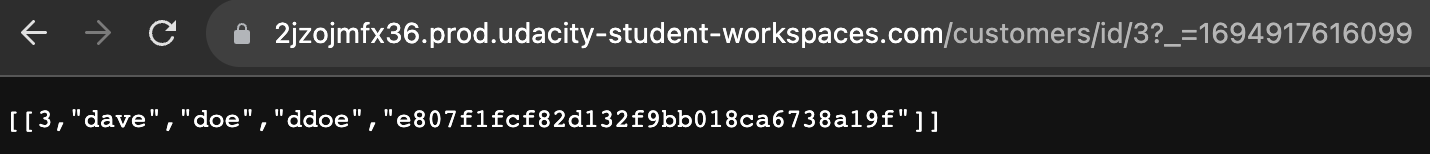 2jzojmfx36.prod.udacity-student-workspaces.com/customers/id/3?_=1694917616099
[[3,"dave","doe","ddoe","e807f1fcf82d132f9bb018ca6738a19f"]]